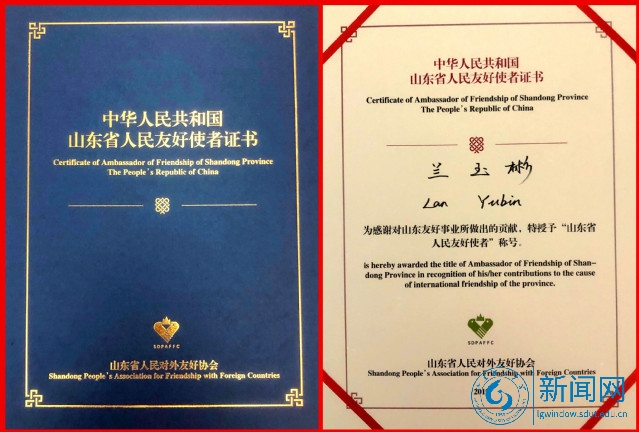 中华人民共和国
山东省人民友好使者证书
Certificate of Ambassador of Friendship of Shandong Province
The People's Republic of China
SDPAFFC
山东省人民对外友好协会
Shandong People's Association for Friendship with Foreign Countries
中华人民共和国
山东省人民友好使者证书
Certificate of Ambassador of Friendship of Shandong Province
The People's Republic of China
兰玉彬
Lan Yubin
为感谢对山东友好事业所做出的贡献，特授予“山东省
人民友好使者”称号。
is hereby awarded the title of Ambassador of Friendship of Shan-
dong Province in recognition of his/her contributions to the cause
of international friendship of the province.
SDPAFFC
山东省人民对外友好协会
Shandong People's Association for Friendship with Foreign Countries
新闻网
lgwindow.sdut.edu.cn